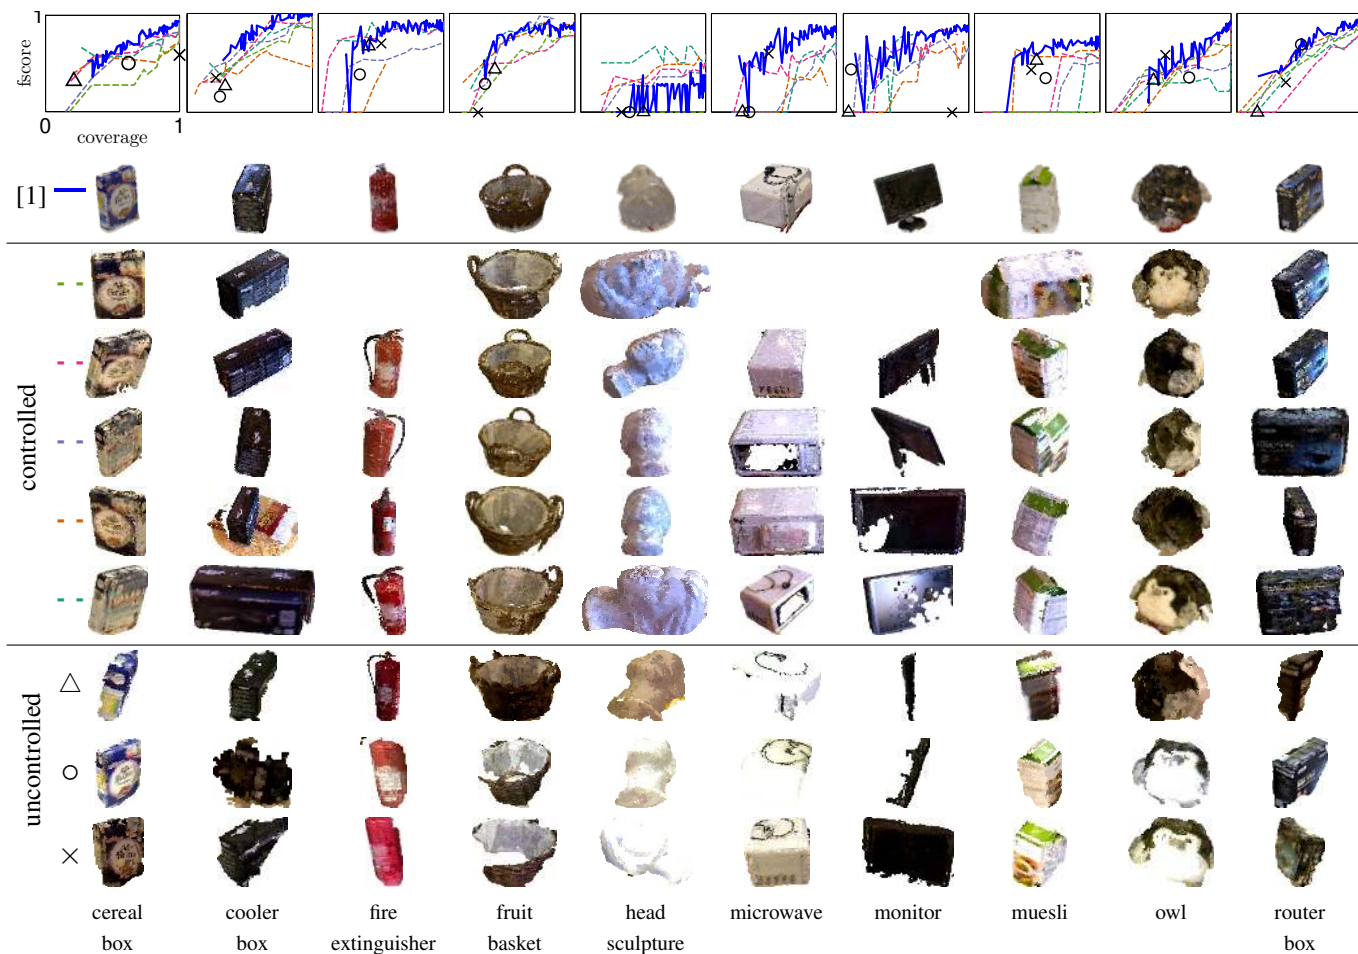 1
fscore
0
1
coverage
[1]
controlled
uncontrolled
cereal box
cooler box
fire extinguisher
fruit basket
head sculpture
microwave
monitor
muesli
owl
router box